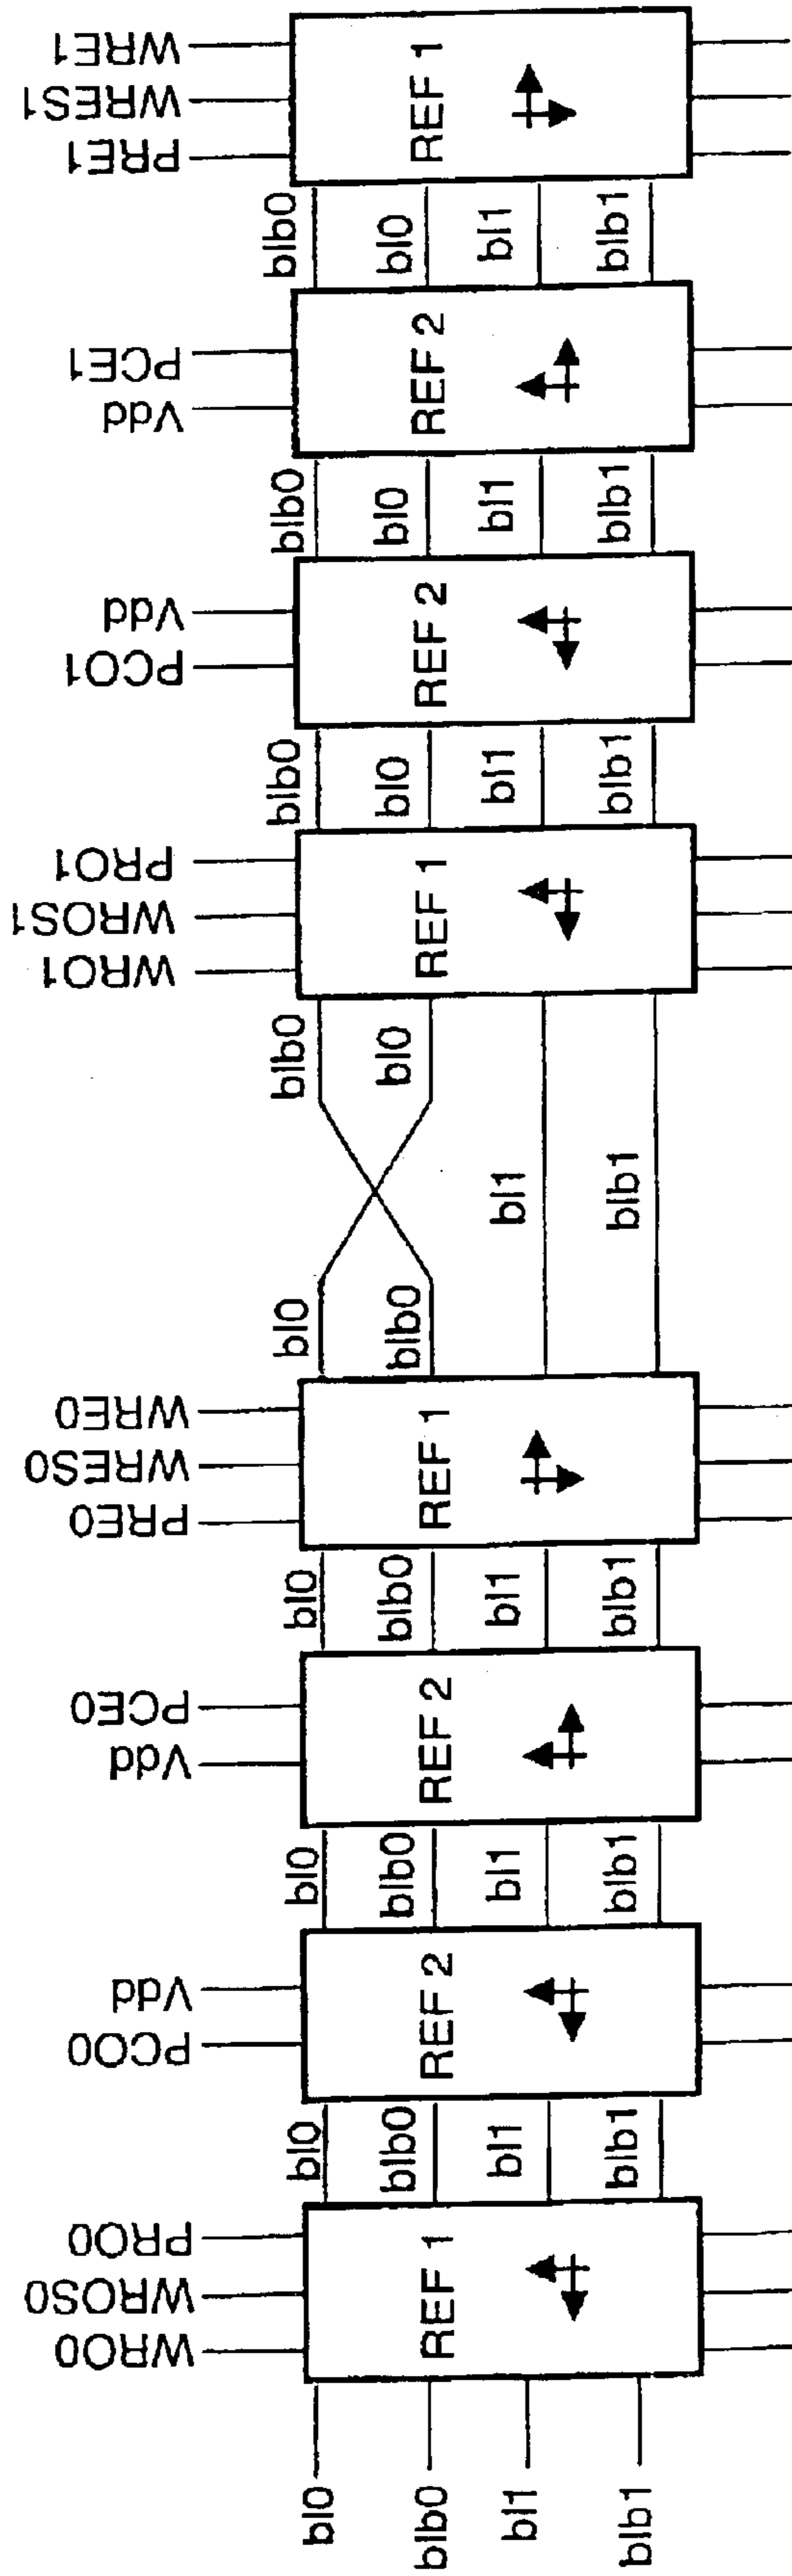 WRE1
WRES1
PRE1
REF 1
blb0
bl0
bl1
blb1
PCE1
Vdd
REF 2
blb0
bl0
bl1
blb1
Vdd
PCO1
REF 2
blb0
bl0
bl1
blb1
PRO1
WROS1
WRO1
REF 1
blb0
bl0
bl1
blb1
bl0
blb0
WRE0
WRES0
PRE0
REF 1
bl0
blb0
bl1
blb1
PCE0
Vdd
REF 2
bl0
blb0
bl1
blb1
Vdd
PCO0
REF 2
bl0
blb0
bl1
blb1
PRO0
WROS0
WRO0
REF 1
bl0
blb0
bl1
blb1